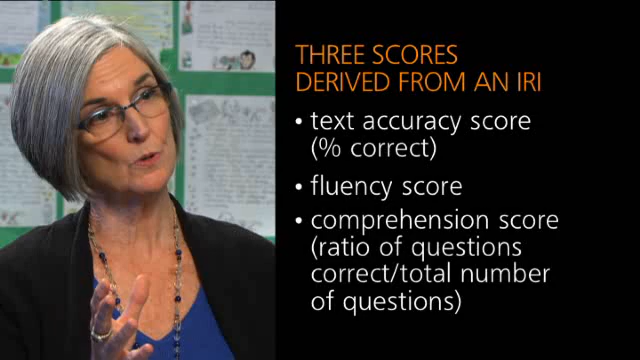 THREE SCORES
DERIVED FROM AN IRI
• text accuracy score
(% correct)
• fluency score
• comprehension score
(ratio of questions
correct/total number
of questions)